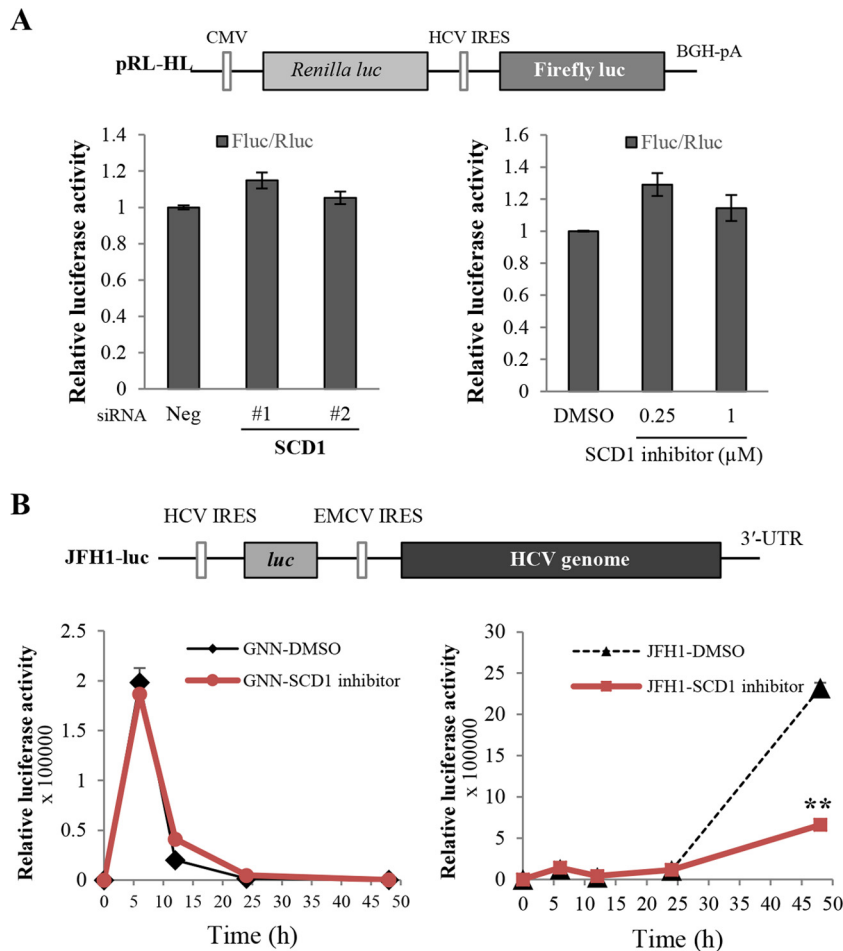 A
CMV
HCV IRES
BGH-pA
pRL-HL
Renilla luc
Firefly luc
Relative luciferase activity
1.4
1.2
1
0.8
0.6
0.4
0.2
0
Fluc/Rluc
siRNA
Neg
#1
#2
SCD1
Relative luciferase activity
1.6
1.4
1.2
1
0.8
0.6
0.4
0.2
0
Fluc/Rluc
DMSO
0.25
1
SCD1 inhibitor (µM)
B
HCV IRES
EMCV IRES
3′-UTR
JFH1-luc
luc
HCV genome
Relative luciferase activity
x 100000
2.5
2
1.5
1
0.5
0
GNN-DMSO
GNN-SCD1 inhibitor
0 5 10 15 20 25 30 35 40 45 50
Time (h)
Relative luciferase activity
x 100000
30
25
20
15
10
5
0
JFH1-DMSO
JFH1-SCD1 inhibitor
**
0 5 10 15 20 25 30 35 40 45 50
Time (h)